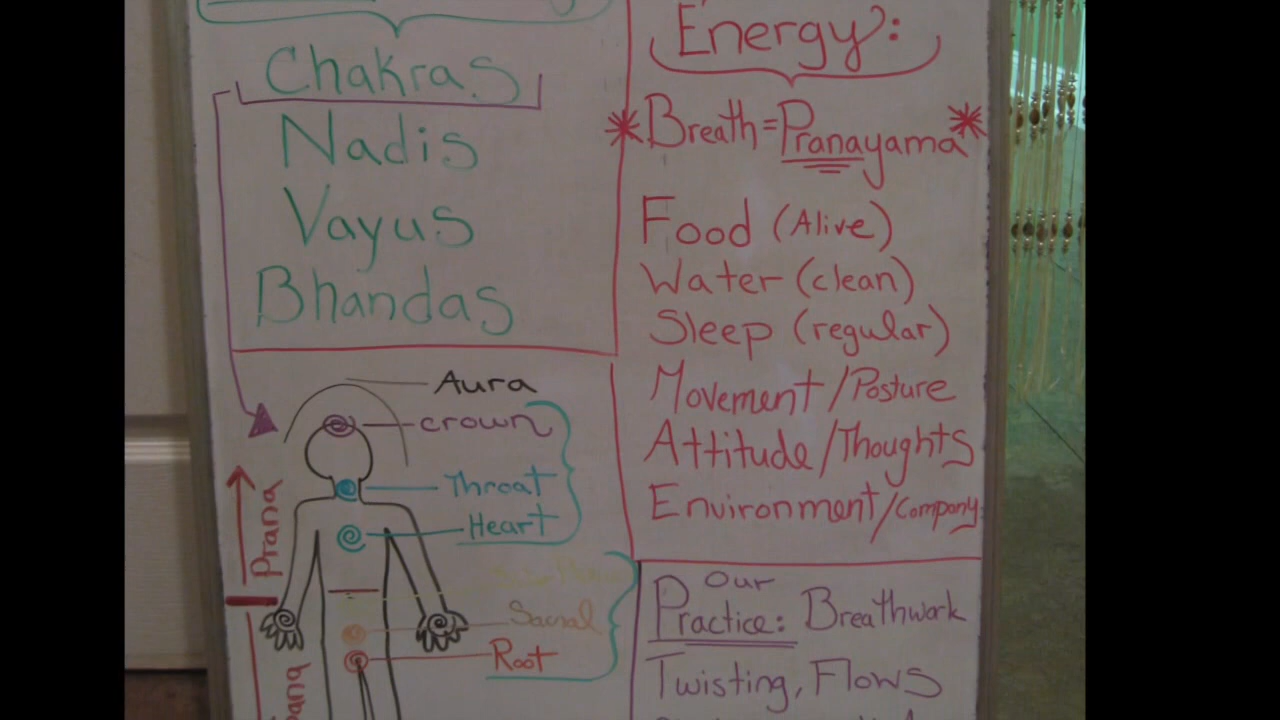 Chakras
Nadis
Vayus
Bhandas
Aura
crown
Throat
Heart
Sacral
Root
Prana
Energy:
*Breath=Pranayama*
Food (Alive)
Water (clean)
Sleep (regular)
Movement/Posture
Attitude/Thoughts
Environment/Company
Our
Practice: Breathwork
Twisting, Flows